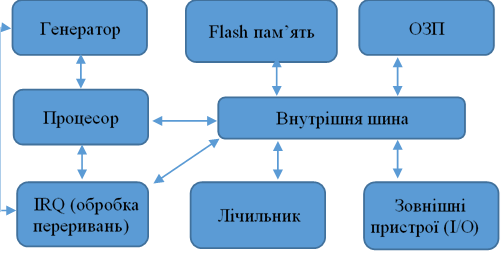 Генератор
Flash пам’ять
ОЗП
Процесор
Внутрішня шина
IRQ (обробка
переривань)
Лічильник
Зовнішні
пристрої (I/O)